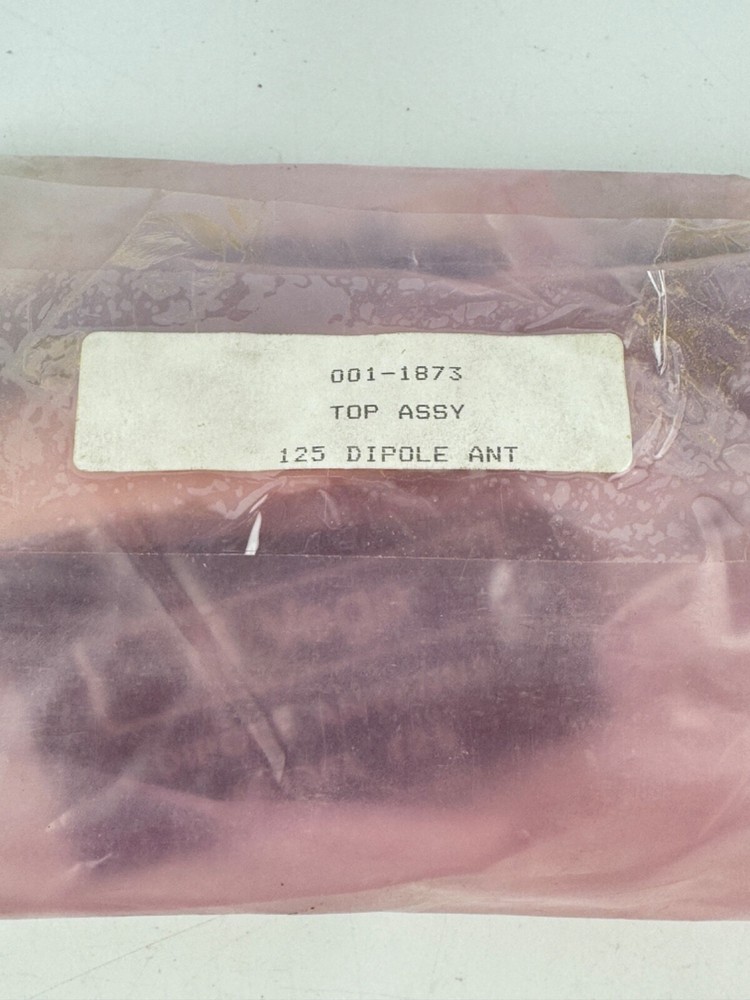 001-1873
TOP ASSY
125 DIPOLE ANT